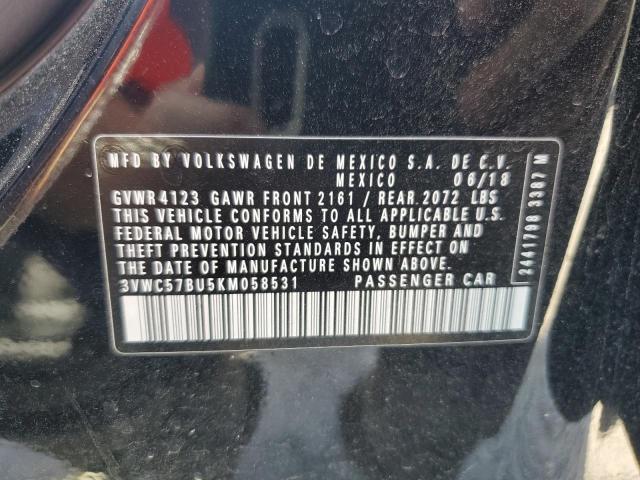 MFD BY VOLKSWAGEN DE MEXICO S.A. DE C.V.
MEXICO 06/18
GVWR 4123 GAWR FRONT 2161 / REAR.2072 LBS
THIS VEHICLE CONFORMS TO ALL APPLICABLE U.S.
FEDERAL MOTOR VEHICLE SAFETY, BUMPER AND
THEFT PREVENTION STANDARDS IN EFFECT ON
THE DATE OF MANUFACTURE SHOWN ABOVE
3VWC57BU5KM058531 PASSENGER CAR
2441798 3387 M